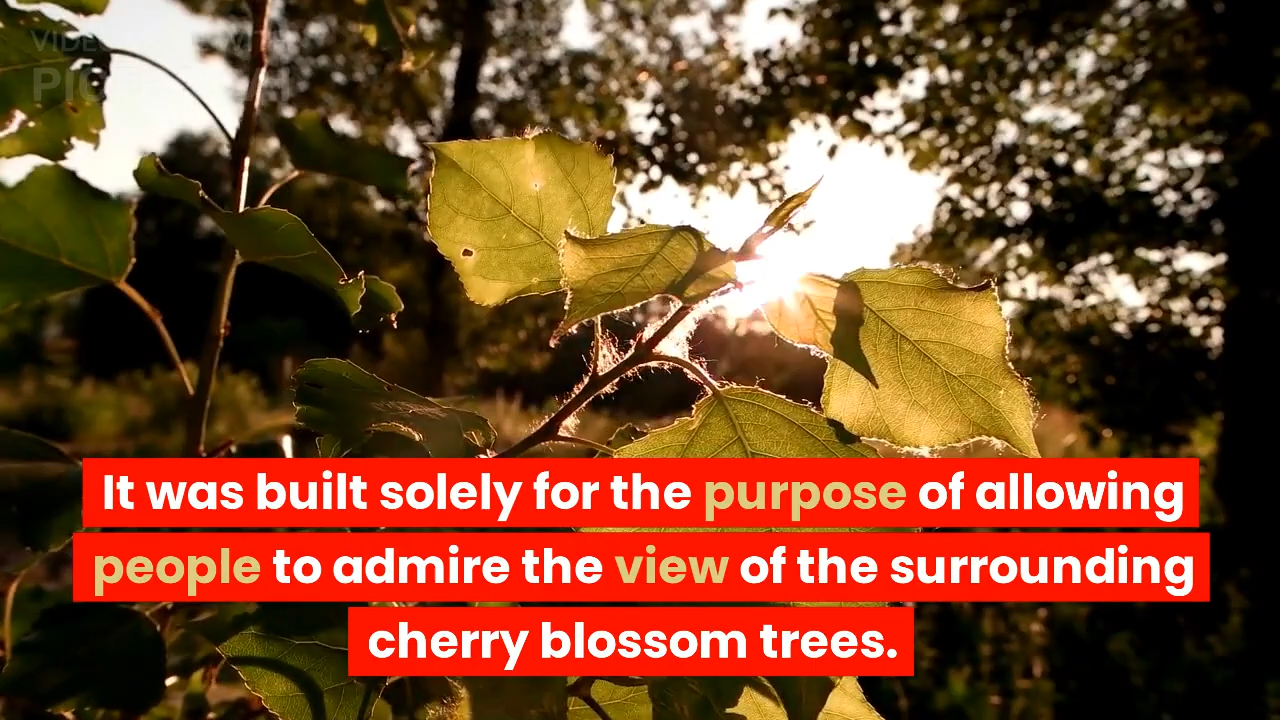 It was built solely for the purpose of allowing
people to admire the view of the surrounding
cherry blossom trees.